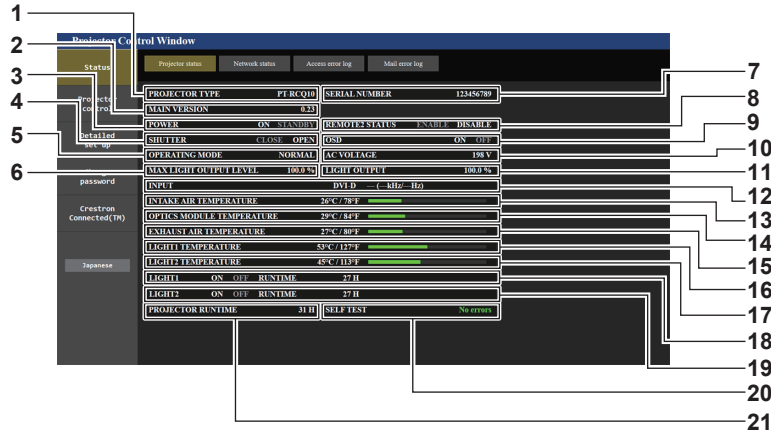 Projector Control Window
Status
Projector status
Network status
Access error log
Mail error log
Projector control
Detailed set up
password
Crestron Connected(TM)
Japanese
PROJECTOR TYPE PT-RCQ10
SERIAL NUMBER 123456789
MAIN VERSION 0.23
POWER ON STANDBY
REMOTE2 STATUS ENABLE DISABLE
SHUTTER CLOSE OPEN
OSD ON OFF
OPERATING MODE NORMAL
AC VOLTAGE 198 V
MAX LIGHT OUTPUT LEVEL 100.0 %
LIGHT OUTPUT 100.0 %
INPUT DVI-D — (—kHz/—Hz)
INTAKE AIR TEMPERATURE 26°C / 78°F
OPTICS MODULE TEMPERATURE 29°C / 84°F
EXHAUST AIR TEMPERATURE 27°C / 80°F
LIGHT1 TEMPERATURE 53°C / 127°F
LIGHT2 TEMPERATURE 45°C / 113°F
LIGHT1 ON OFF RUNTIME 27 H
LIGHT2 ON OFF RUNTIME 27 H
PROJECTOR RUNTIME 31 H
SELF TEST No errors
1
2
3
4
5
6
7
8
9
10
11
12
13
14
15
16
17
18
19
20
21